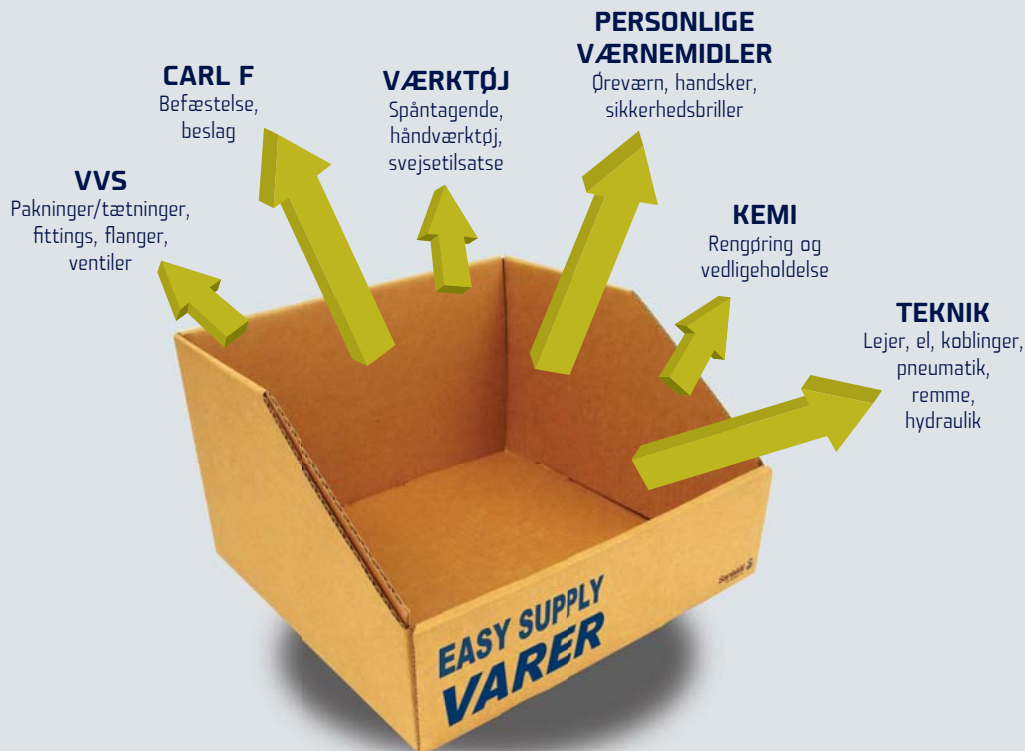 PERSONLIGE
VÆRNEMIDLER
Øreværn, handsker,
sikkerhedsbriller
CARL F
Befæstelse,
beslag
VÆRKTØJ
Spåntagende,
håndværktøj,
svejsetilsatse
VVS
Pakninger/tætninger,
fittings, flanger,
ventiler
KEMI
Rengøring og
vedligeholdelse
TEKNIK
Lejer, el, koblinger,
pneumatik,
remme,
hydraulik
EASY SUPPLY
VARER